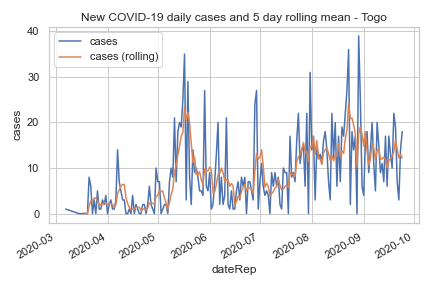 New COVID-19 daily cases and 5 day rolling mean - Togo
cases
cases (rolling)
cases
40
30
20
10
0
2020-03
2020-04
2020-05
2020-06
2020-07
2020-08
2020-09
2020-10
dateRep